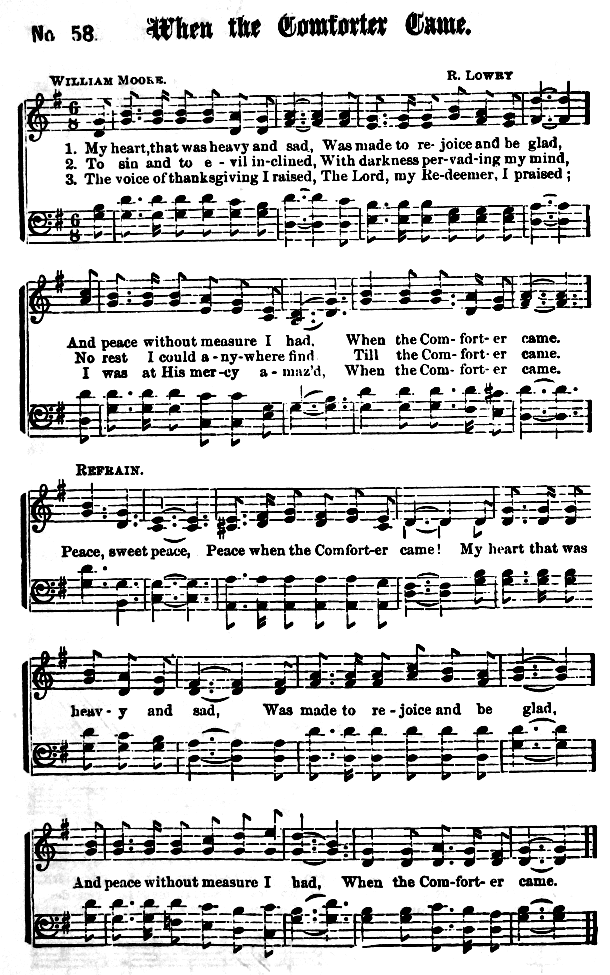 No. 58. When the Comforter Came.
WILLIAM MOORE. R. LOWRY
6 8
1. My heart, that was heavy and sad, Was made to re- joice and be glad,
2. To sin and to e - vil in-clined, With darkness per-vad-ing my mind,
3. The voice of thanksgiving I raised, The Lord, my Re-deemer, I praised;
6 8
And peace without measure I had, When the Com- fort- er came.
No rest I could a-ny-where find Till the Com- fort- er came.
I was at His mer-cy a-maz'd, When the Com- fort- er came.
REFRAIN.
Peace, sweet peace, Peace when the Comfort-er came! My heart that was
heav-y and sad, Was made to re-joice and be glad,
And peace without measure I had, When the Com-fort-er came.